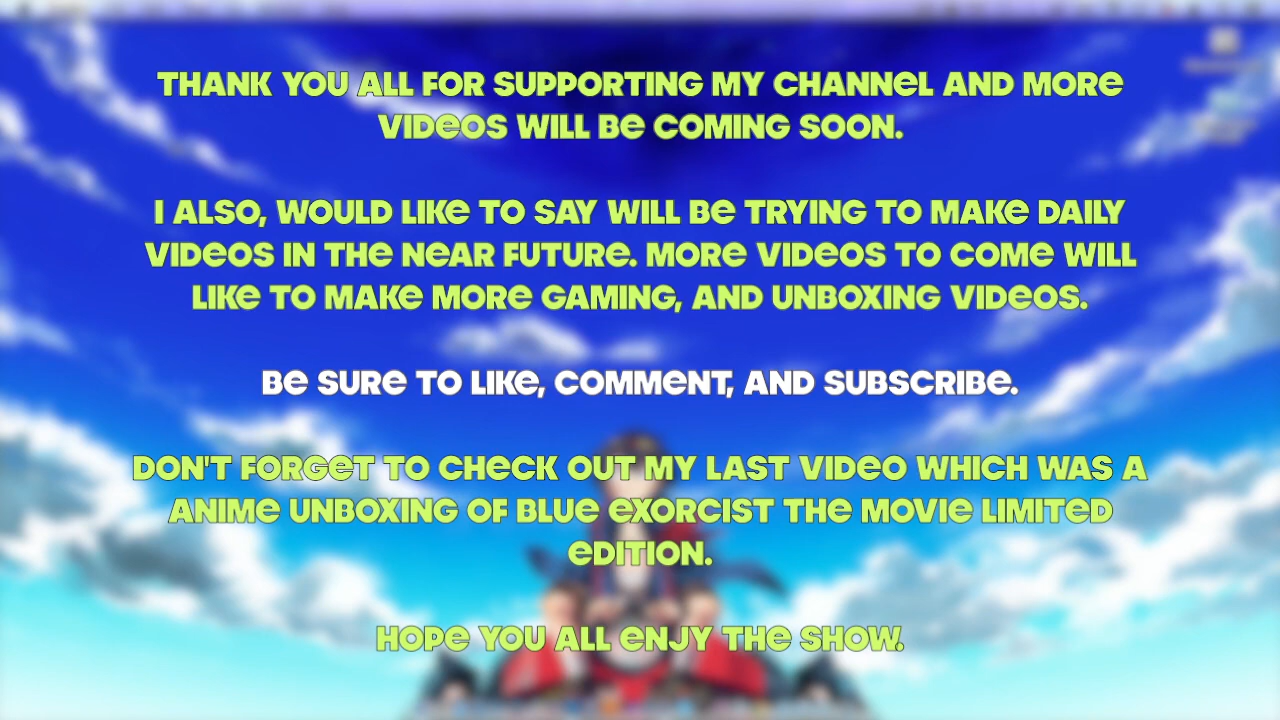 THANK YOU ALL FOR SUPPORTING MY CHANNEL AND MORE
VIDEOS WILL BE COMING SOON.
I ALSO, WOULD LIKE TO SAY WILL BE TRYING TO MAKE DAILY
VIDEOS IN THE NEAR FUTURE. MORE VIDEOS TO COME WILL
LIKE TO MAKE MORE GAMING, AND UNBOXING VIDEOS.
BE SURE TO LIKE, COMMENT, AND SUBSCRIBE.
DON'T FORGET TO CHECK OUT MY LAST VIDEO WHICH WAS A
ANIME UNBOXING OF BLUE EXORCIST THE MOVIE LIMITED
EDITION.
HOPE YOU ALL ENJY THE SHOW.